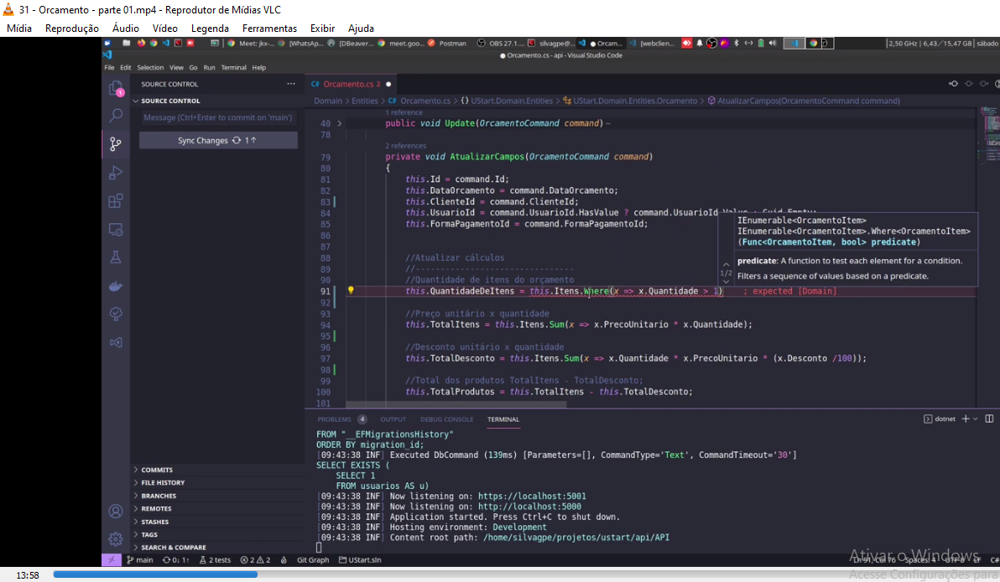 31 - Orcamento - parte 01.mp4 - Reprodutor de Mídias VLC
Mídia Reprodução Áudio Vídeo Legenda Ferramentas Exibir Ajuda
Meet: jkx-... [WhatsAp... [DBeaver... meet.goo... Postman OBS 27.1... silvagpe@... Orcam... [webclien... 2,50 GHz | 6,43 / 15,47 GB | sábado
Orcamento.cs - api - Visual Studio Code
File Edit Selection View Go Run Terminal Help
SOURCE CONTROL ...
SOURCE CONTROL
Message (Ctrl+Enter to commit on 'main')
Sync Changes 1↑
1
C# Orcamento.cs 2 ●
Domain > Entities > C# Orcamento.cs > {} UStart.Domain.Entities > UStart.Domain.Entities.Orcamento > AtualizarCampos(OrcamentoCommand command)
1 reference
40 > public void Update(OrcamentoCommand command)
78
2 references
79 private void AtualizarCampos(OrcamentoCommand command)
80 {
81 this.Id = command.Id;
82 this.DataOrcamento = command.DataOrcamento;
83 this.ClienteId = command.ClienteId;
84 this.UsuarioId = command.UsuarioId.HasValue ? command.UsuarioId.Value : Guid.Empty;
85 this.FormaPagamentoId = command.FormaPagamentoId;
86
87
88 //Atualizar cálculos
89 //--------------------------------
90 //Quantidade de itens do orçamento
91 this.QuantidadeDeItens = this.Itens.Where(x => x.Quantidade > 1) ; expected [Domain]
92
93 //Preço unitário x quantidade
94 this.TotalItens = this.Itens.Sum(x => x.PrecoUnitario * x.Quantidade);
95
96 //Desconto unitário x quantidade
97 this.TotalDesconto = this.Itens.Sum(x => x.Quantidade * x.PrecoUnitario * (x.Desconto /100));
98
99 //Total dos produtos TotalItens - TotalDesconto;
100 this.TotalProdutos = this.TotalItens - this.TotalDesconto;
101
IEnumerable<OrcamentoItem>
IEnumerable<OrcamentoItem>.Where<OrcamentoItem>
(Func<OrcamentoItem, bool> predicate)
predicate: A function to test each element for a condition.
1/2
Filters a sequence of values based on a predicate.
PROBLEMS 4 OUTPUT DEBUG CONSOLE TERMINAL dotnet
FROM "__EFMigrationsHistory"
ORDER BY migration_id;
[09:43:38 INF] Executed DbCommand (139ms) [Parameters=[], CommandType='Text', CommandTimeout='30']
SELECT EXISTS (
SELECT 1
FROM usuarios AS u)
[09:43:38 INF] Now listening on: https://localhost:5001
[09:43:38 INF] Now listening on: http://localhost:5000
[09:43:38 INF] Application started. Press Ctrl+C to shut down.
[09:43:38 INF] Hosting environment: Development
[09:43:38 INF] Content root path: /home/silvagpe/projetos/ustart/api/API
COMMITS
FILE HISTORY
BRANCHES
REMOTES
STASHES
TAGS
SEARCH & COMPARE
main 0↓ 1↑ 2 tests 2 2 Git Graph UStart.sln Ln 91, Col 76 Spaces: 4 UTF-8 LF C#
Ativar o Windows
Acesse Configurações para
13:58